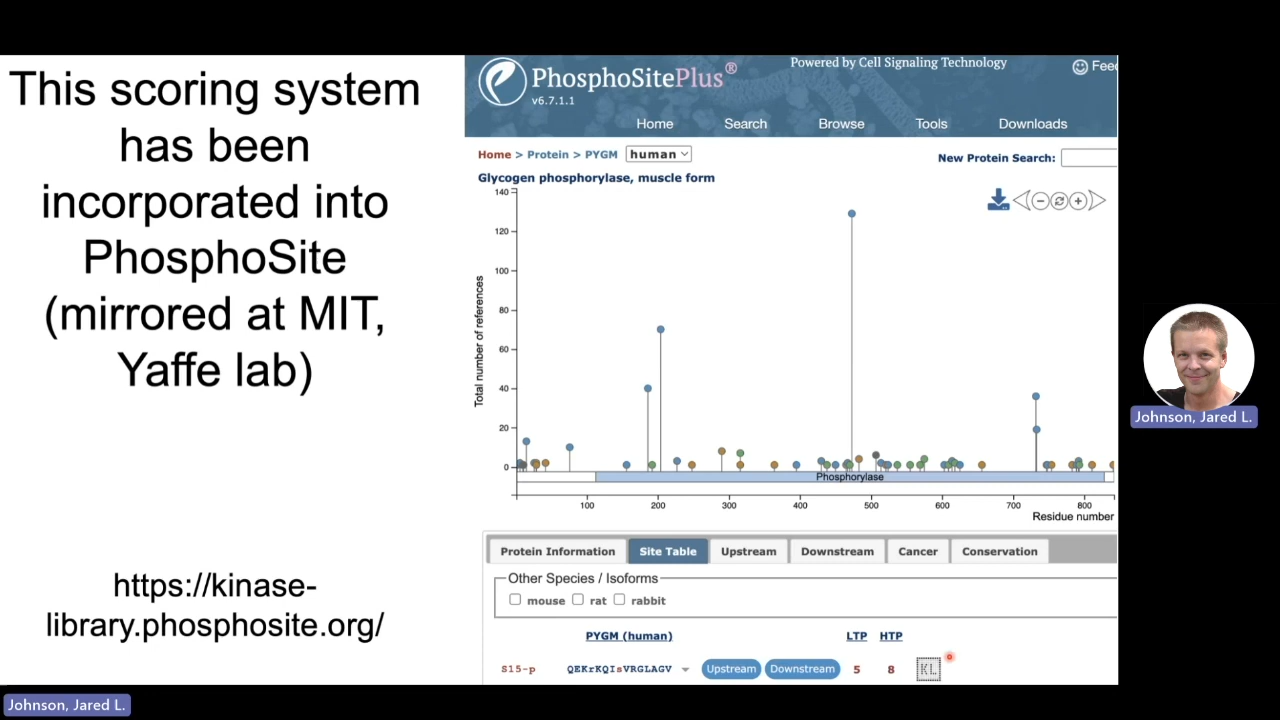 This scoring system
has been
incorporated into
PhosphoSite
(mirrored at MIT,
Yaffe lab)
https://kinase-
library.phosphosite.org/
PhosphoSitePlus®
v6.7.1.1
Powered by Cell Signaling Technology
Feec
Home Search Browse Tools Downloads
Home > Protein > PYGM human
New Protein Search:
Glycogen phosphorylase, muscle form
Total number of references
140
120
100
80
60
40
20
0
Phosphorylase
100 200 300 400 500 600 700 800
Residue number
Protein Information Site Table Upstream Downstream Cancer Conservation
Other Species / Isoforms
mouse rat rabbit
PYGM (human) LTP HTP
S15-p QEKrKQIsVRGLAGV Upstream Downstream 5 8 KL
Johnson, Jared L.
Johnson, Jared L.